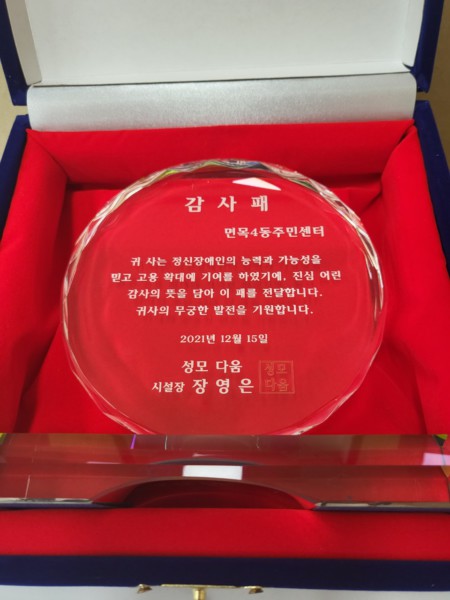 감사패
면목4동주민센터
귀 사는 정신장애인의 능력과 가능성을
믿고 고용 확대에 기여를 하였기에, 진심 어린
감사의 뜻을 담아 이 패를 전달합니다.
귀사의 무궁한 발전을 기원합니다.
2021년 12월 15일
성모 다움
시설장 장영은
성모
다움